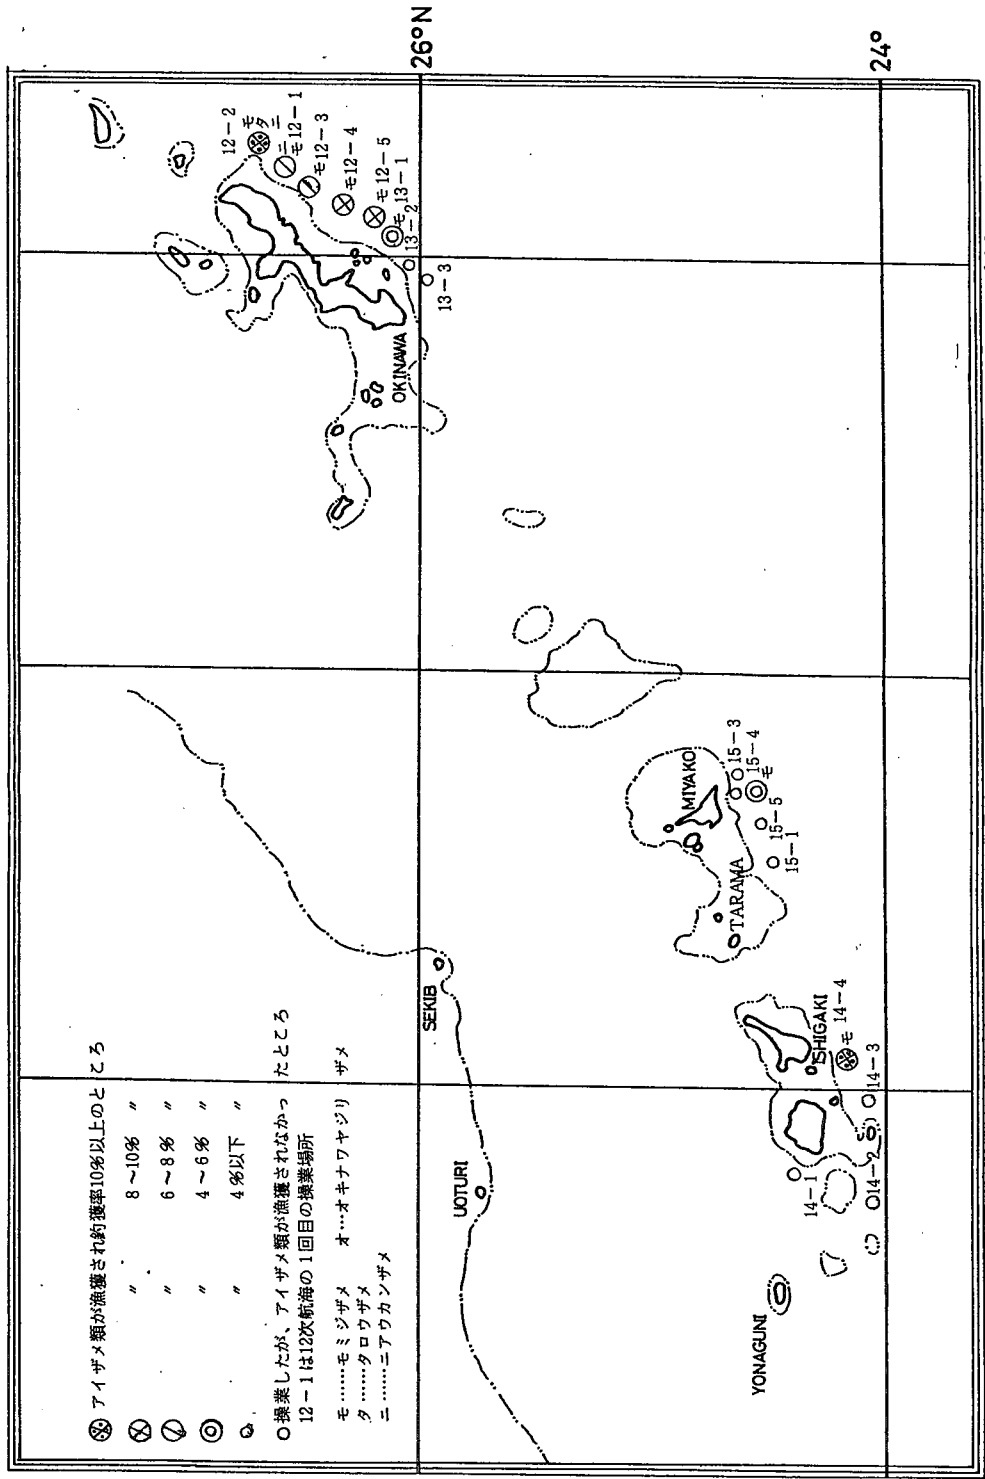 アイザメ類が漁獲され釣獲率10%以上のところ
〃 8~10% 〃
〃 6~8% 〃
〃 4~6% 〃
〃 4%以下 〃
○操業したが、アイザメ類が漁獲されなかったところ
12-1は12次航海の1回目の操業場所
モ……モミジザメ オ…オキナワヤジリザメ
タ……タロウザメ
ニ……ニアウカンザメ
26°N
24°
12-2
モ
タ
ニ
ニ
モ12-1
モ12-3
モ12-4
モ12-5
モ13-1
13-2
13-3
OKINAWA
SEKIB
UOTURI
MIYAKO
15-3
15-4
モ
15-5
15-1
TARAMA
ISHIGAKI
モ 14-4
14-3
14-2
14-1
YONAGUNI